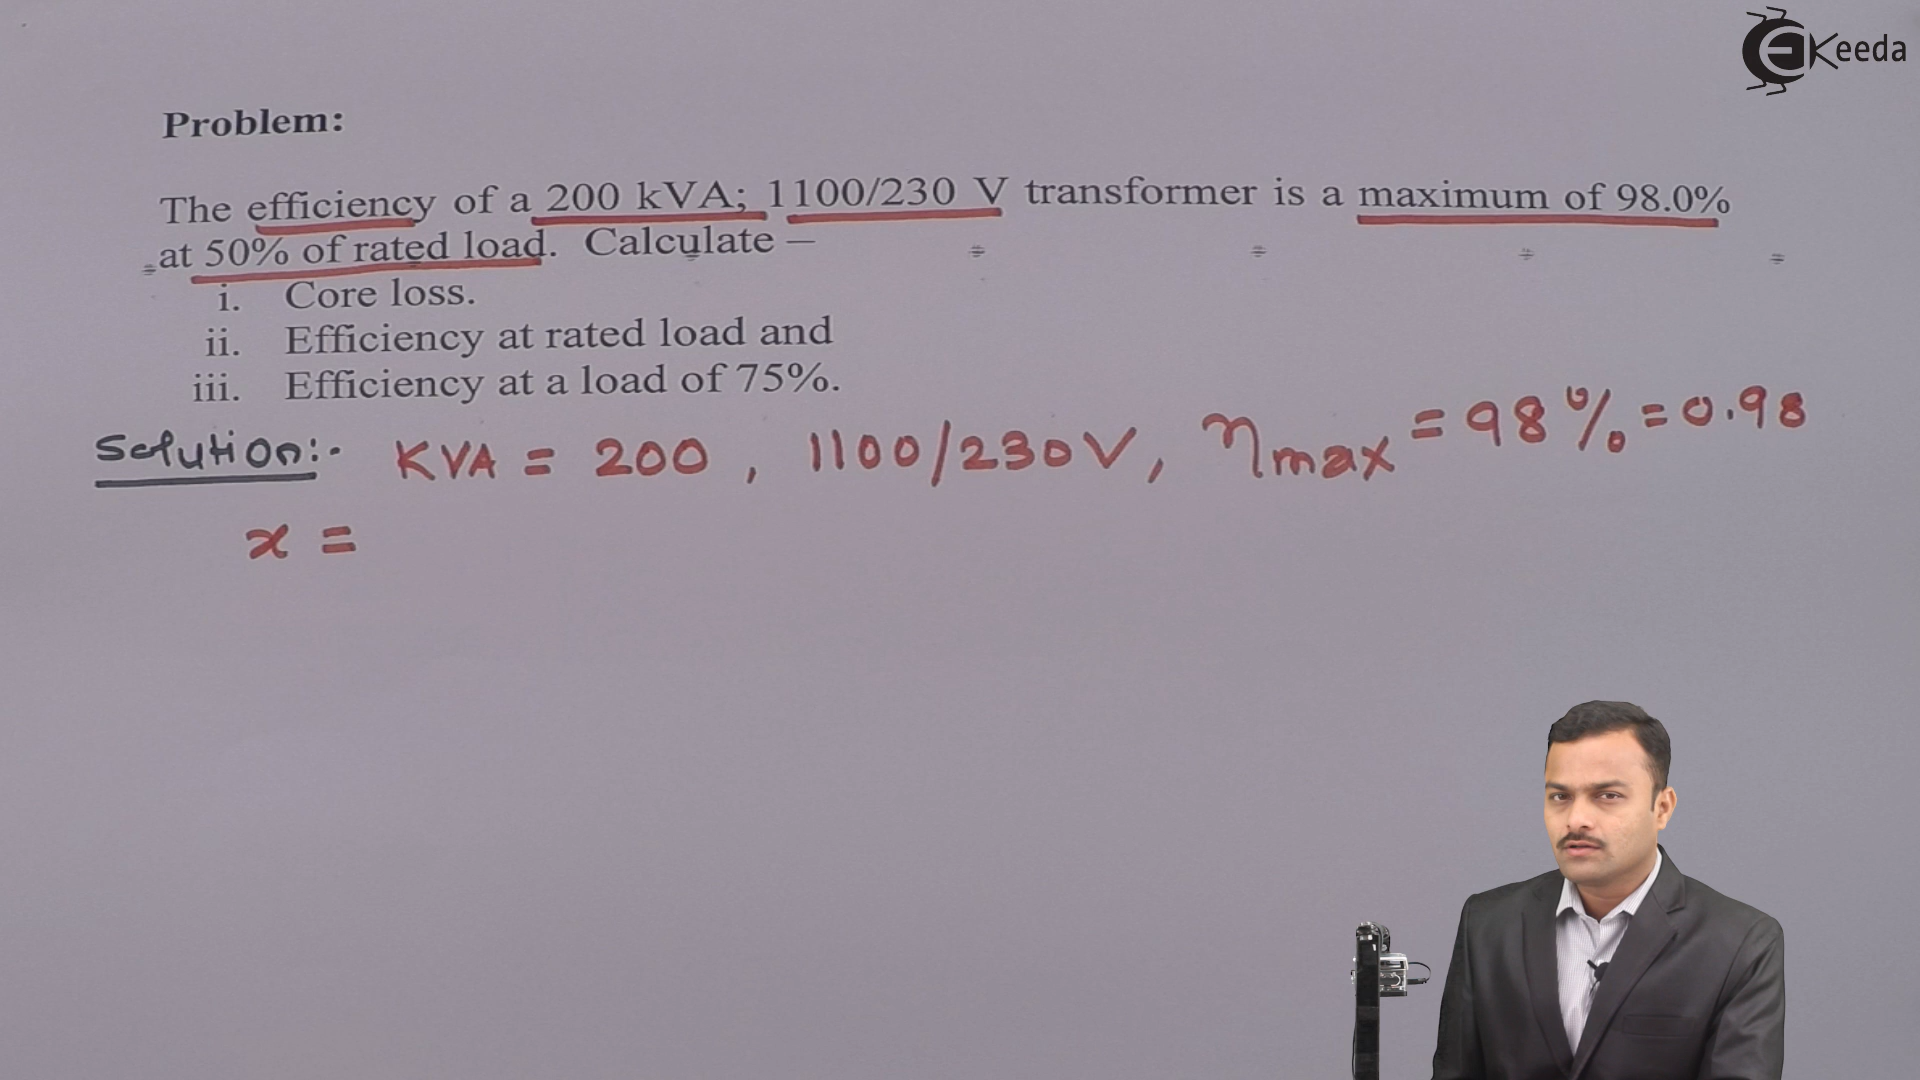 Keeda
Problem:
The efficiency of a 200 kVA; 1100/230 V transformer is a maximum of 98.0%
at 50% of rated load. Calculate –
i. Core loss.
ii. Efficiency at rated load and
iii. Efficiency at a load of 75%.
Solution:- KVA = 200 , 1100/230V, ηmax = 98% = 0.98
x =